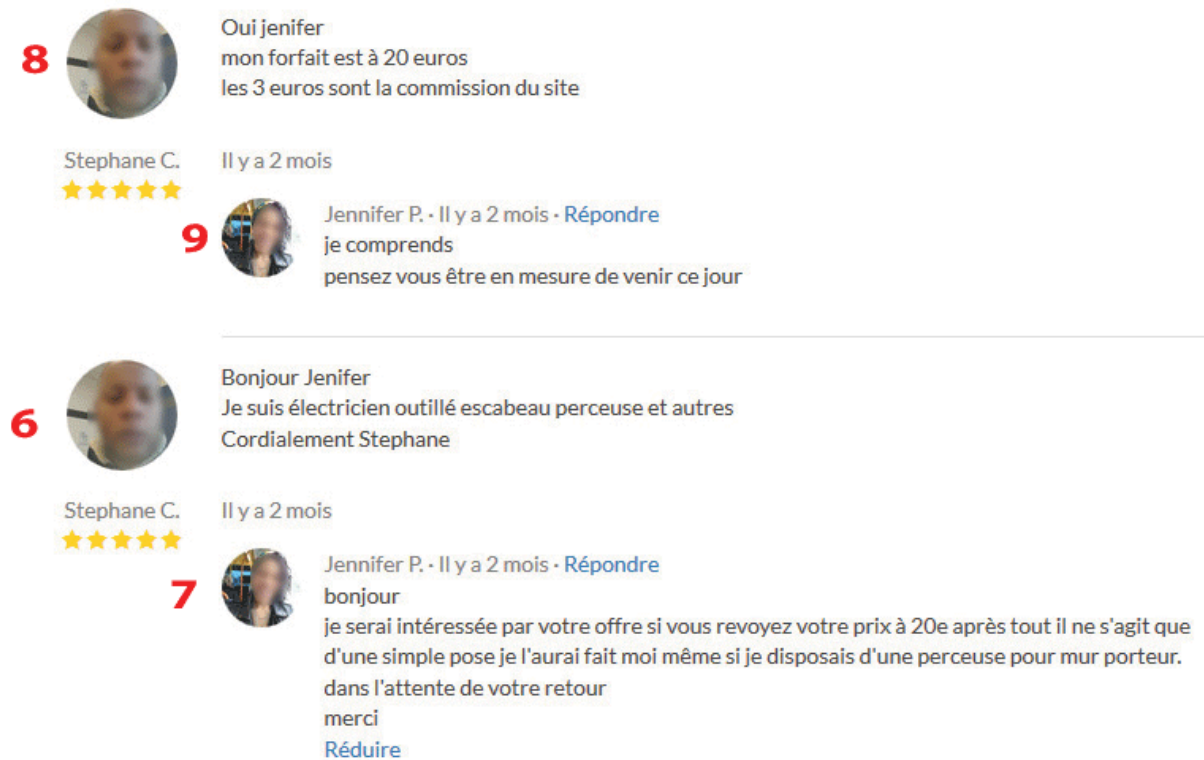 8
Oui jenifer
mon forfait est à 20 euros
les 3 euros sont la commission du site
Stephane C.
Il y a 2 mois
9
Jennifer P. · Il y a 2 mois · Répondre
je comprends
pensez vous être en mesure de venir ce jour
6
Bonjour Jenifer
Je suis électricien outillé escabeau perceuse et autres
Cordialement Stephane
Stephane C.
Il y a 2 mois
7
Jennifer P. · Il y a 2 mois · Répondre
bonjour
je serai intéressée par votre offre si vous revoyez votre prix à 20e après tout il ne s'agit que
d'une simple pose je l'aurai fait moi même si je disposais d'une perceuse pour mur porteur.
dans l'attente de votre retour
merci
Réduire